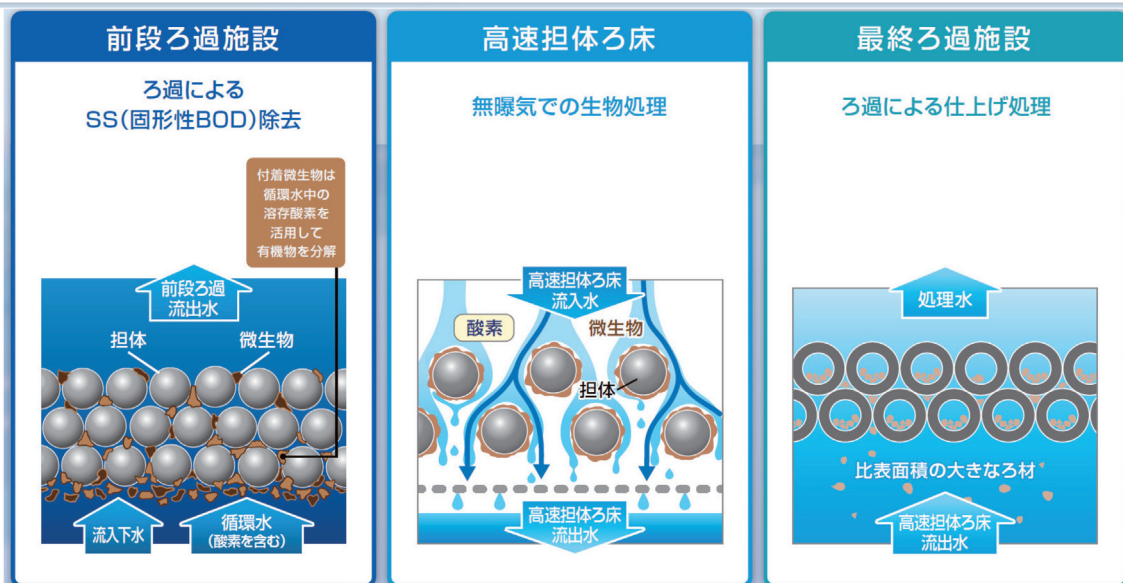 前段ろ過施設
ろ過による
SS(固形性BOD)除去
付着微生物は
循環水中の
溶存酸素を
活用して
有機物を分解
前段ろ過
流出水
担体
微生物
流入下水
循環水
(酸素を含む)
高速担体ろ床
無曝気での生物処理
高速担体ろ床
流入水
酸素
微生物
担体
高速担体ろ床
流出水
最終ろ過施設
ろ過による仕上げ処理
処理水
比表面積の大きなろ材
高速担体ろ床
流出水